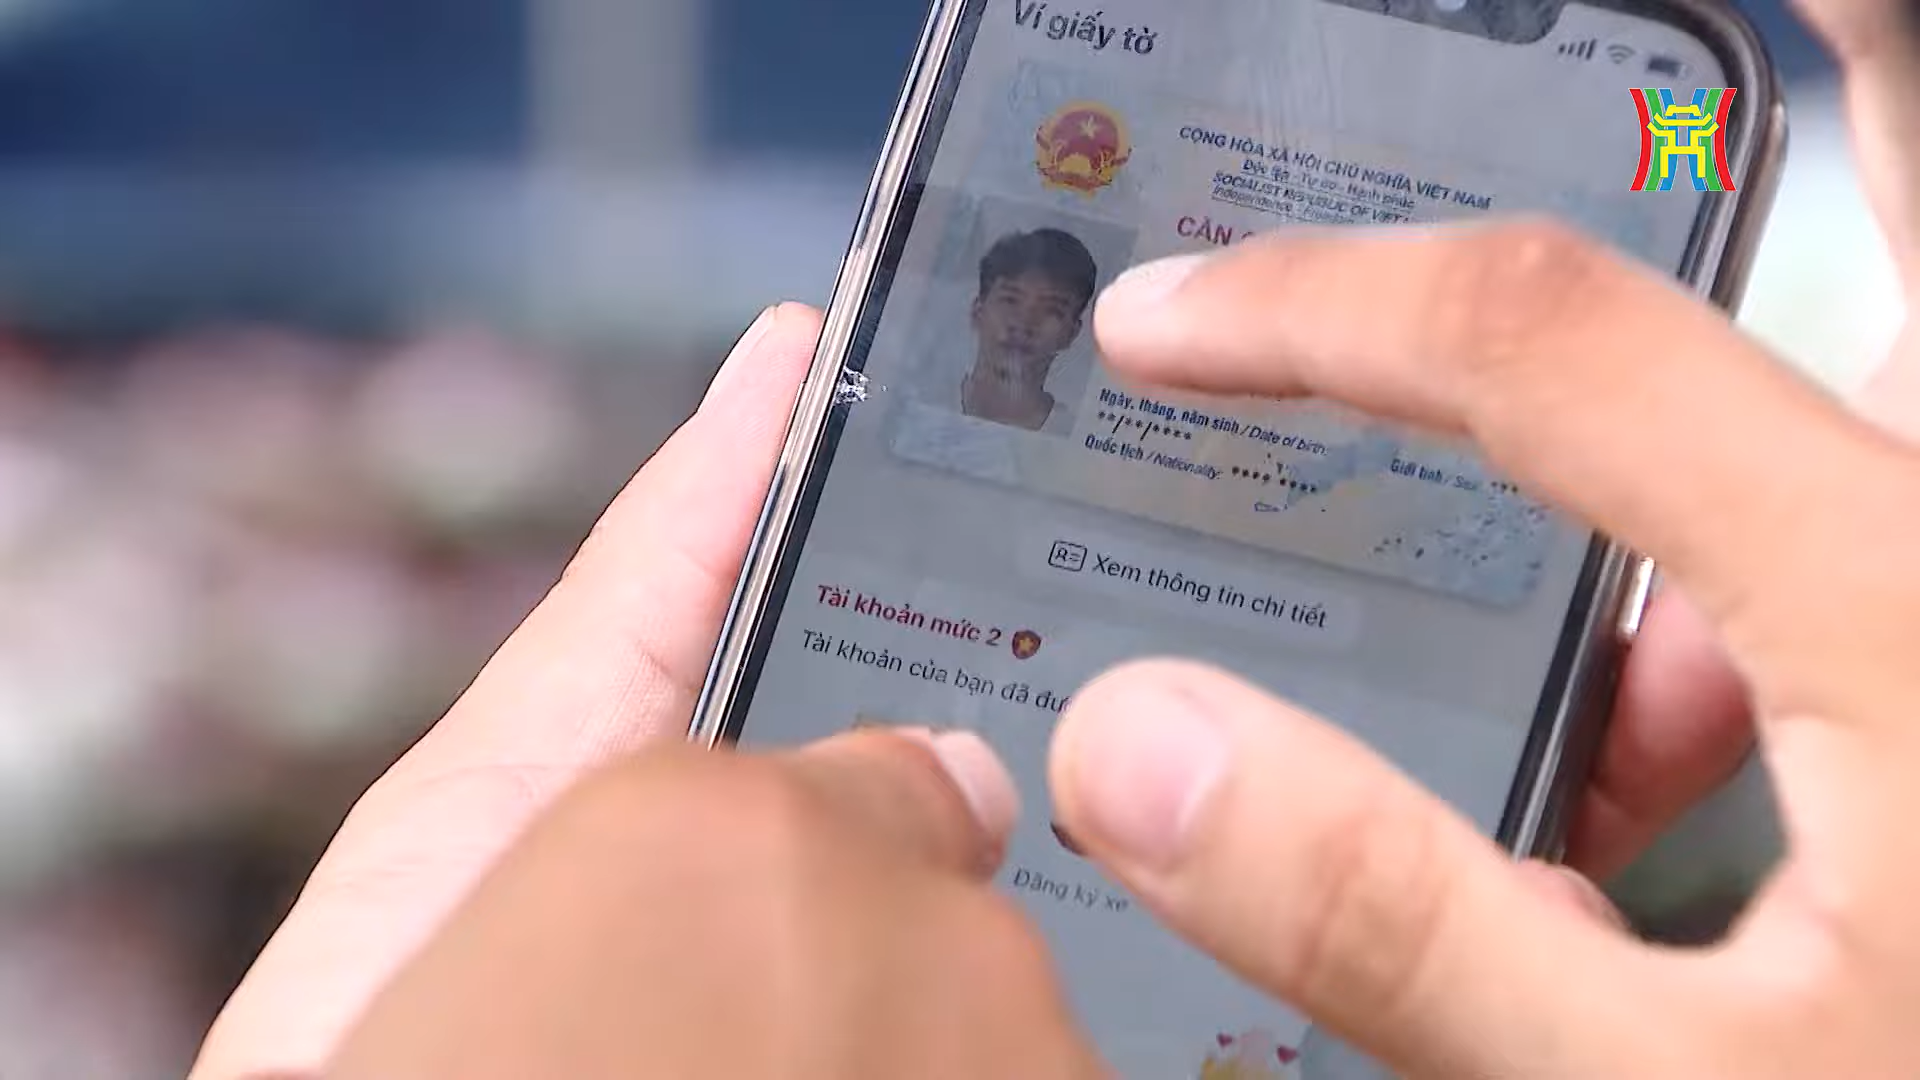 Ví giấy tờ
CỘNG HÒA XÃ HỘI CHỦ NGHĨA VIỆT NAM
Độc lập - Tự do - Hạnh phúc
SOCIALIST REPUBLIC OF VIET
Independence - Freedom
CĂN
Ngày, tháng, năm sinh / Date of birth:
**/**/****
Quốc tịch / Nationality: **** ****
Giới tính / Sex: ***
Xem thông tin chi tiết
Tài khoản mức 2
Tài khoản của bạn đã đư
Đăng ký xe